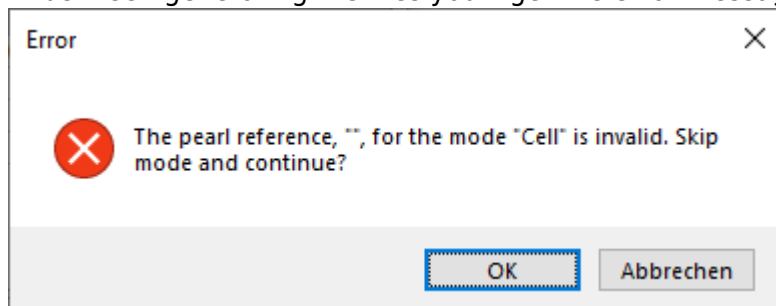 Error
The pearl reference, "", for the mode "Cell" is invalid. Skip
mode and continue?
OK
Abbrechen